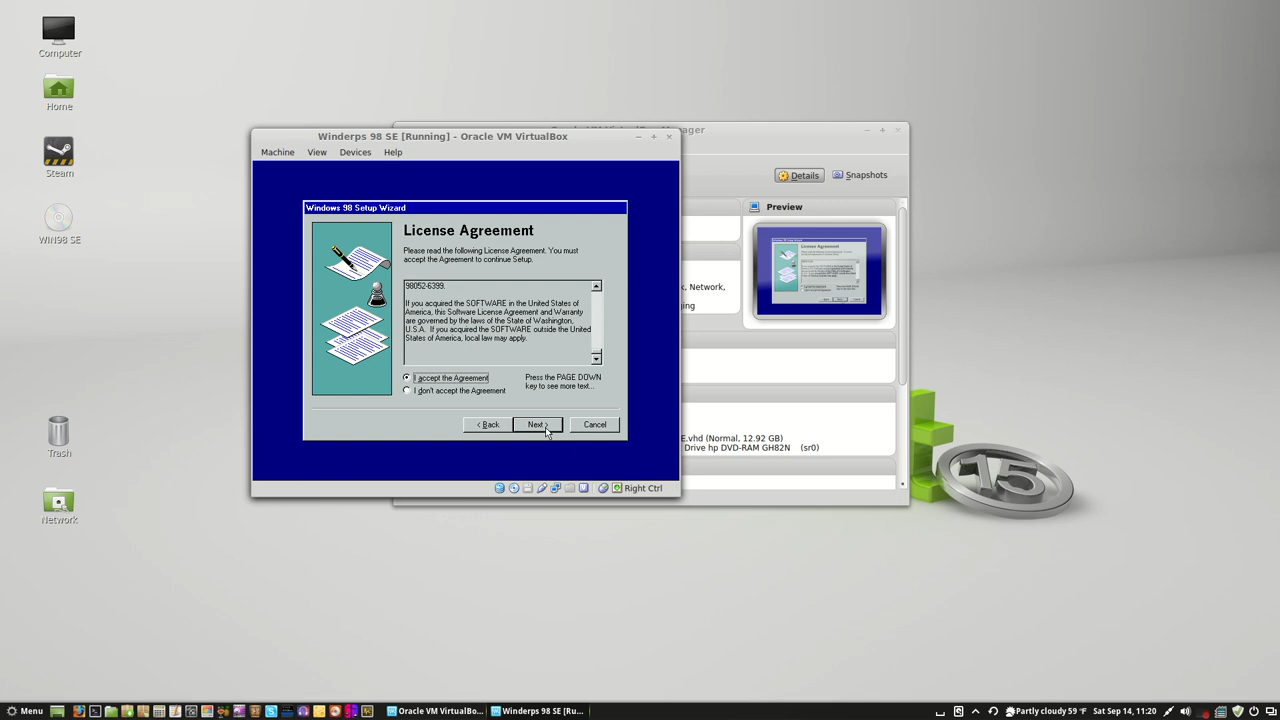 Computer
Home
Steam
WIN98 SE
Trash
Network
Winderps 98 SE [Running] - Oracle VM VirtualBox
Machine View Devices Help
Windows 98 Setup Wizard
License Agreement
Please read the following License Agreement. You must
accept the Agreement to continue Setup.
98052-6399.
If you acquired the SOFTWARE in the United States of
America, this Software License Agreement and Warranty
are governed by the laws of the State of Washington,
U.S.A. If you acquired the SOFTWARE outside the United
States of America, local law may apply.
I accept the Agreement
I don't accept the Agreement
Press the PAGE DOWN
key to see more text...
< Back Next > Cancel
Right Ctrl
Details Snapshots
Preview
License Agreement
Network,
E.vhd (Normal, 12.92 GB)
Drive hp DVD-RAM GH82N (sr0)
15
Menu
Oracle VM VirtualBo...
Winderps 98 SE [Ru...
Partly cloudy 59 °F Sat Sep 14, 11:20